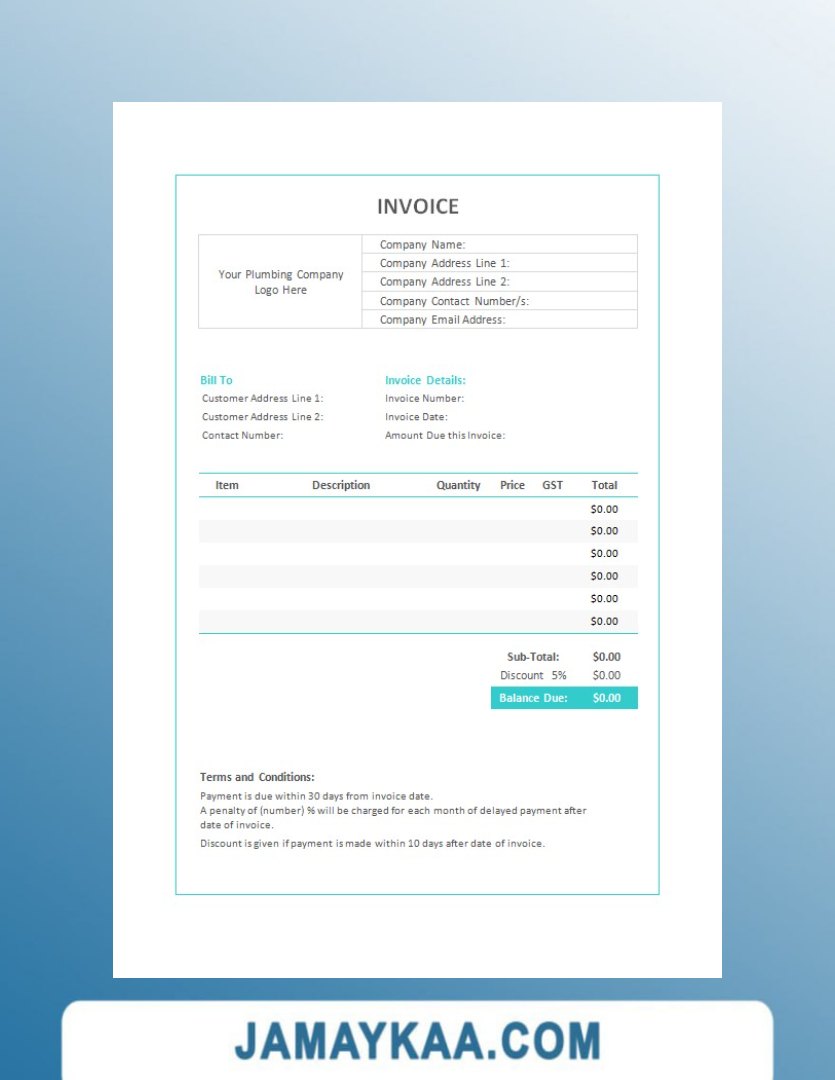 INVOICE
Your Plumbing Company
Logo Here
Company Name:
Company Address Line 1:
Company Address Line 2:
Company Contact Number/s:
Company Email Address:
Bill To
Customer Address Line 1:
Customer Address Line 2:
Contact Number:
Invoice Details:
Invoice Number:
Invoice Date:
Amount Due this Invoice:
Item Description Quantity Price GST Total
$0.00
$0.00
$0.00
$0.00
$0.00
$0.00
Sub-Total: $0.00
Discount 5% $0.00
Balance Due: $0.00
Terms and Conditions:
Payment is due within 30 days from invoice date.
A penalty of (number) % will be charged for each month of delayed payment after
date of invoice.
Discount is given if payment is made within 10 days after date of invoice.
JAMAYKAA.COM